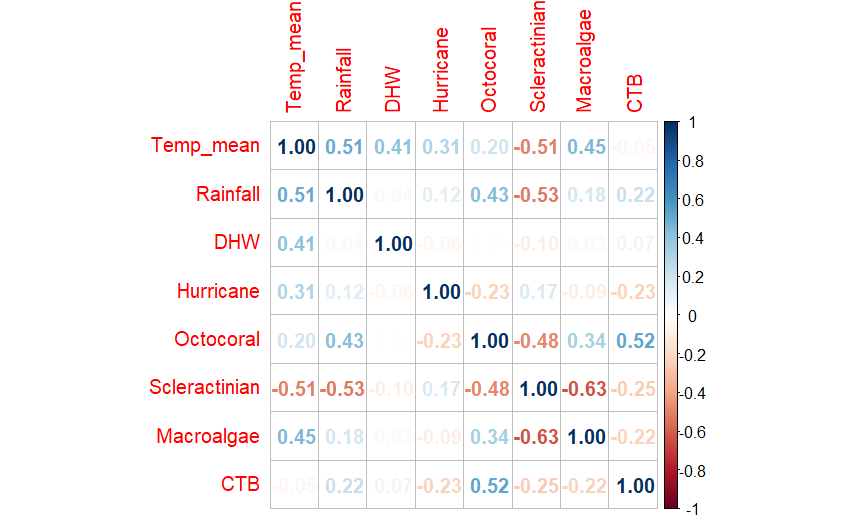 Temp_mean Rainfall DHW Hurricane Octocoral Scleractinian Macroalgae CTB
Temp_mean 1.00 0.51 0.41 0.31 0.20 -0.51 0.45 -0.05
Rainfall 0.51 1.00 0.04 0.12 0.43 -0.53 0.18 0.22
DHW 0.41 0.04 1.00 -0.06 -0.10 0.03 0.07
Hurricane 0.31 0.12 -0.06 1.00 -0.23 0.17 -0.09 -0.23
Octocoral 0.20 0.43 -0.23 1.00 -0.48 0.34 0.52
Scleractinian -0.51 -0.53 -0.10 0.17 -0.48 1.00 -0.63 -0.25
Macroalgae 0.45 0.18 0.03 -0.09 0.34 -0.63 1.00 -0.22
CTB -0.05 0.22 0.07 -0.23 0.52 -0.25 -0.22 1.00
1
0.8
0.6
0.4
0.2
0
-0.2
-0.4
-0.6
-0.8
-1